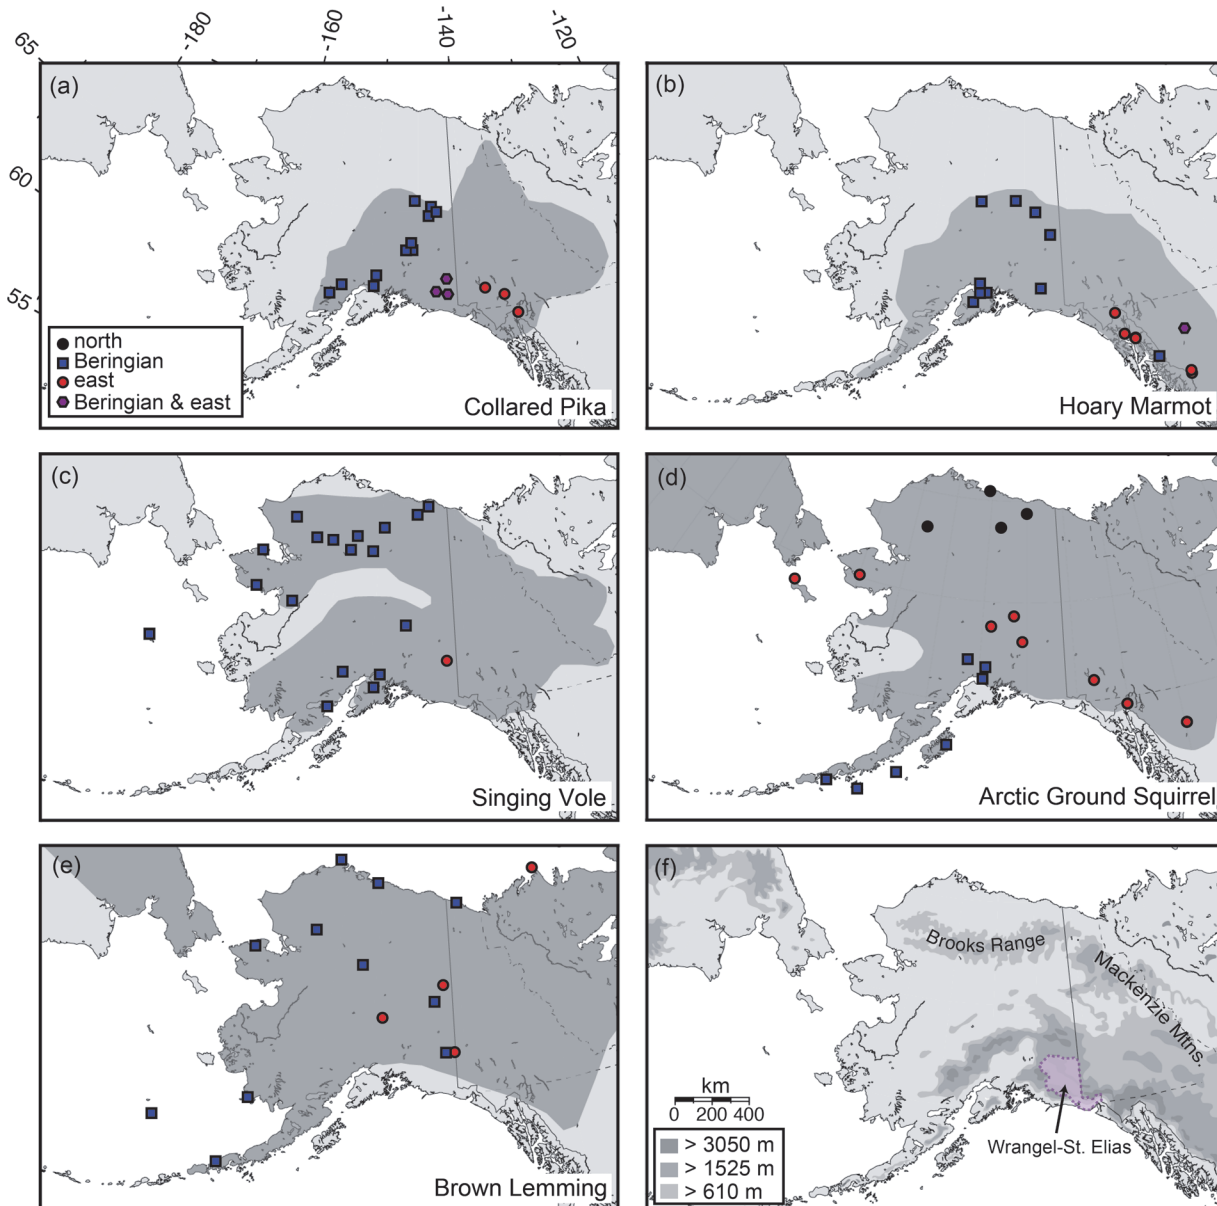 -180
-160
-140
-120
65
60
55
(a)
north
Beringian
east
Beringian & east
Collared Pika
(b)
Hoary Marmot
(c)
Singing Vole
(d)
Arctic Ground Squirrel
(e)
Brown Lemming
(f)
Brooks Range
Mackenzie Mtns.
km
0 200 400
Wrangel-St. Elias
> 3050 m
> 1525 m
> 610 m